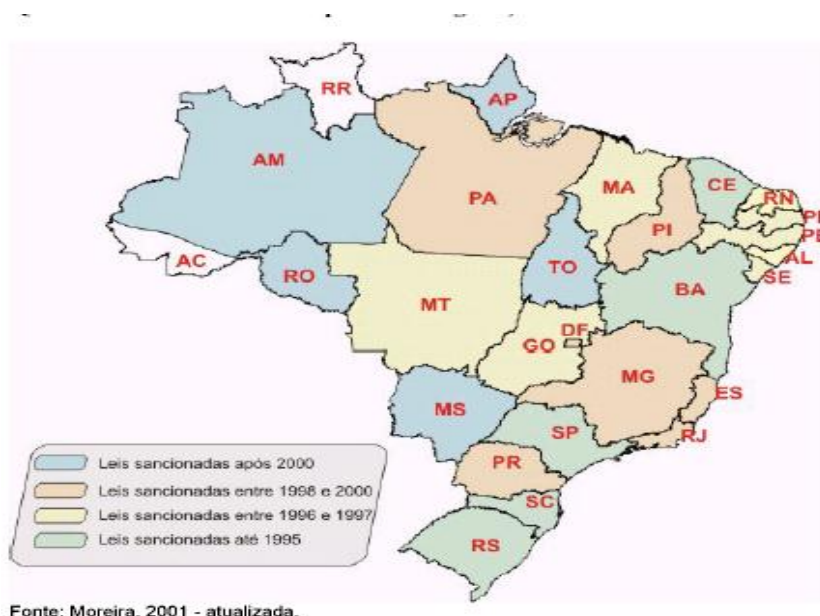 RR
AP
AM
PA
MA
CE
RN
PI
AC
RO
TO
AL
SE
BA
MT
DF
GO
MG
ES
MS
SP
RJ
PR
SC
RS
Leis sancionadas após 2000
Leis sancionadas entre 1998 e 2000
Leis sancionadas entre 1996 e 1997
Leis sancionadas até 1995
Fonte: Moreira, 2001 - atualizada.